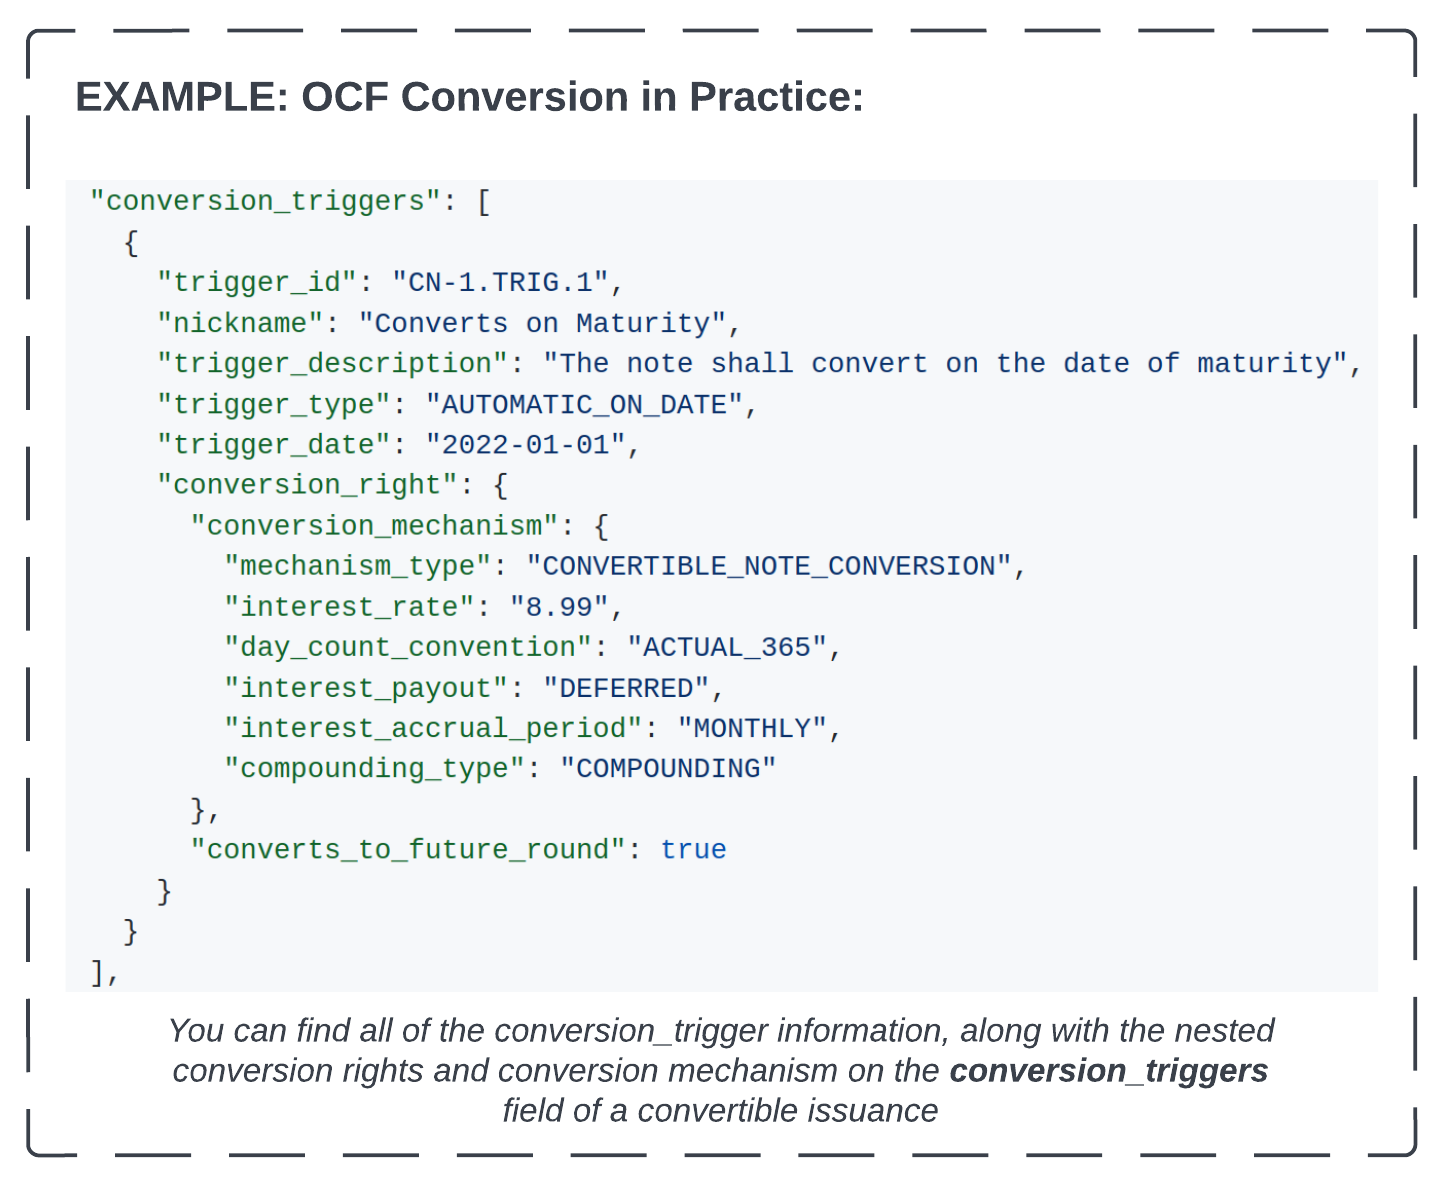 EXAMPLE: OCF Conversion in Practice:
"conversion_triggers": [
  {
    "trigger_id": "CN-1.TRIG.1",
    "nickname": "Converts on Maturity",
    "trigger_description": "The note shall convert on the date of maturity",
    "trigger_type": "AUTOMATIC_ON_DATE",
    "trigger_date": "2022-01-01",
    "conversion_right": {
      "conversion_mechanism": {
        "mechanism_type": "CONVERTIBLE_NOTE_CONVERSION",
        "interest_rate": "8.99",
        "day_count_convention": "ACTUAL_365",
        "interest_payout": "DEFERRED",
        "interest_accrual_period": "MONTHLY",
        "compounding_type": "COMPOUNDING"
      },
      "converts_to_future_round": true
    }
  }
],
You can find all of the conversion_trigger information, along with the nested
conversion rights and conversion mechanism on the conversion_triggers
field of a convertible issuance